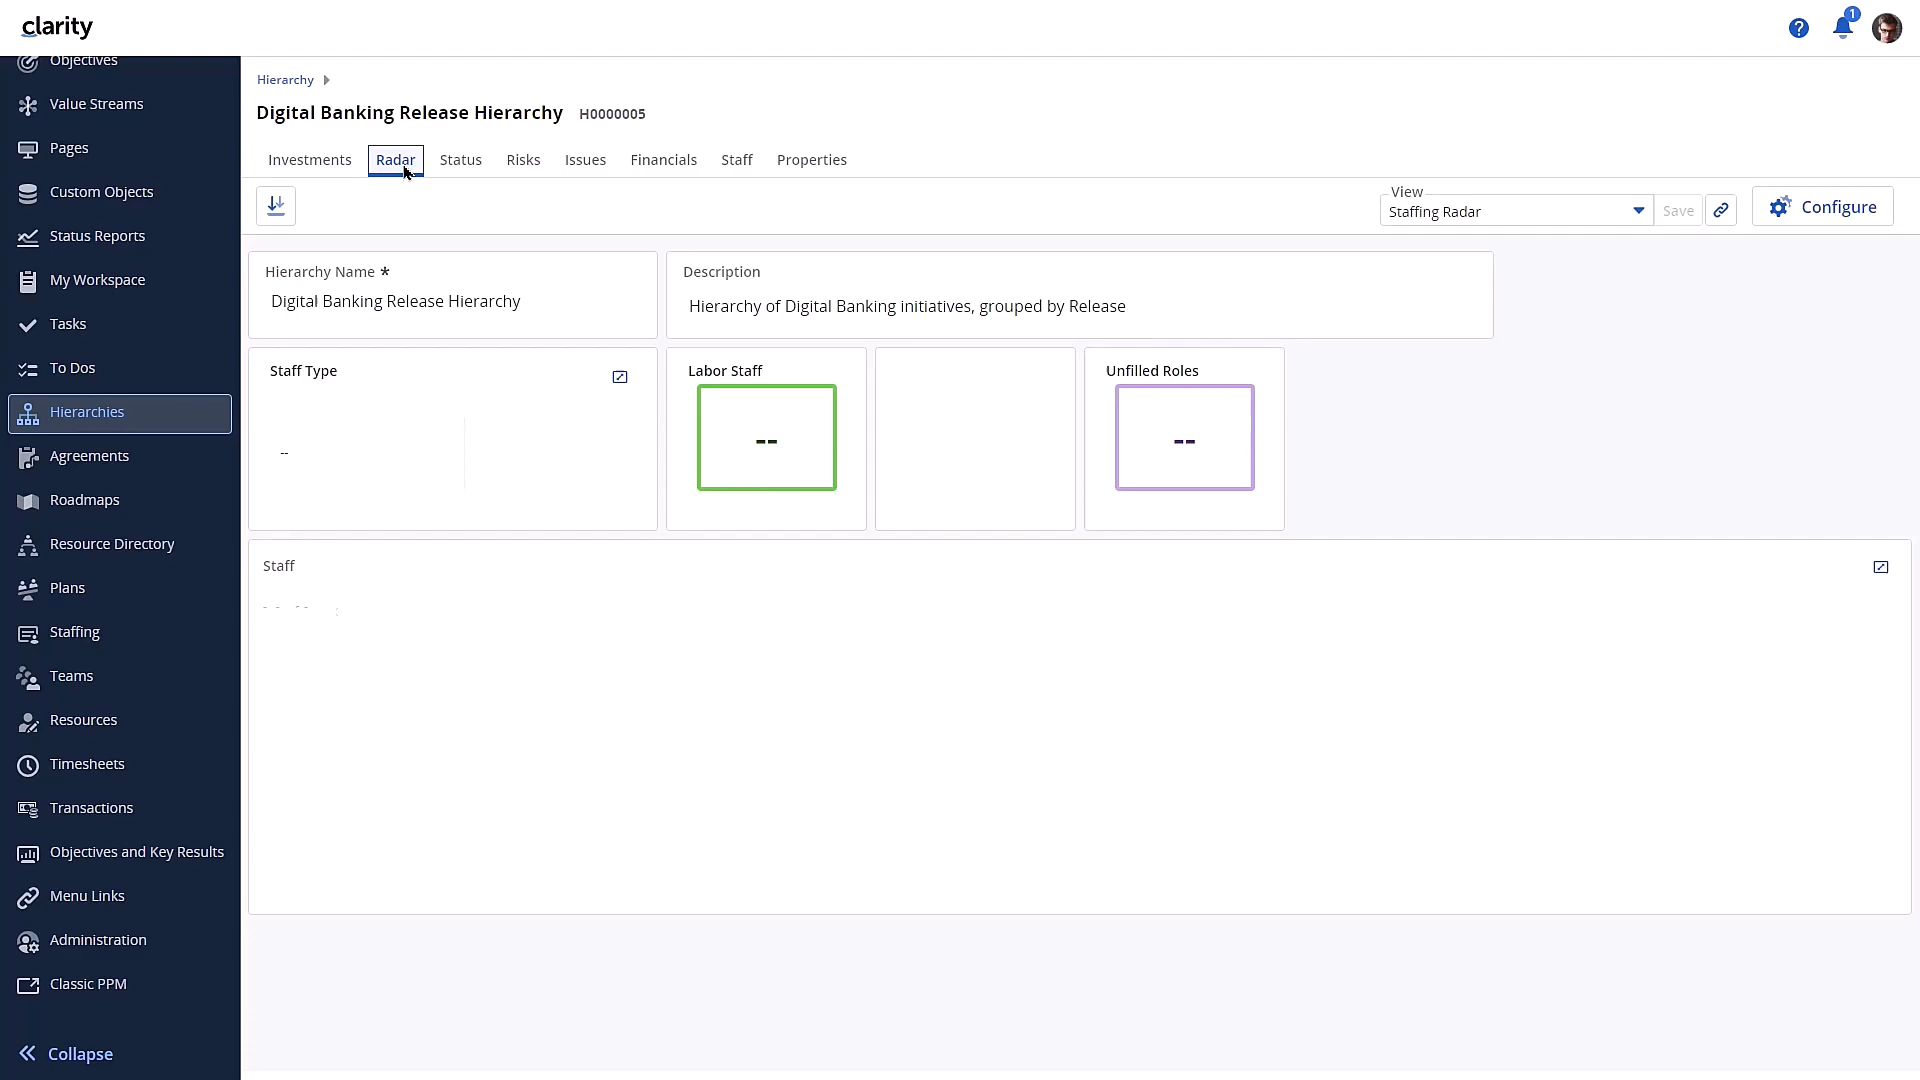 clarity
1
Objectives
Value Streams
Pages
Custom Objects
Status Reports
My Workspace
Tasks
To Dos
Hierarchies
Agreements
Roadmaps
Resource Directory
Plans
Staffing
Teams
Resources
Timesheets
Transactions
Objectives and Key Results
Menu Links
Administration
Classic PPM
Collapse
Hierarchy
Digital Banking Release Hierarchy H0000005
Investments Radar Status Risks Issues Financials Staff Properties
View
Staffing Radar Save Configure
Hierarchy Name *
Digital Banking Release Hierarchy
Description
Hierarchy of Digital Banking initiatives, grouped by Release
Staff Type
--
Labor Staff
--
Unfilled Roles
--
Staff